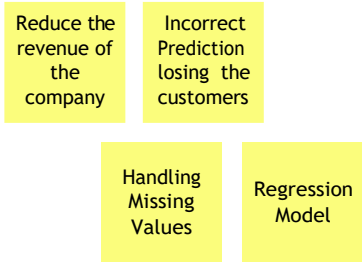 Reduce the
revenue of
the
company
Incorrect
Prediction
losing the
customers
Handling
Missing
Values
Regression
Model